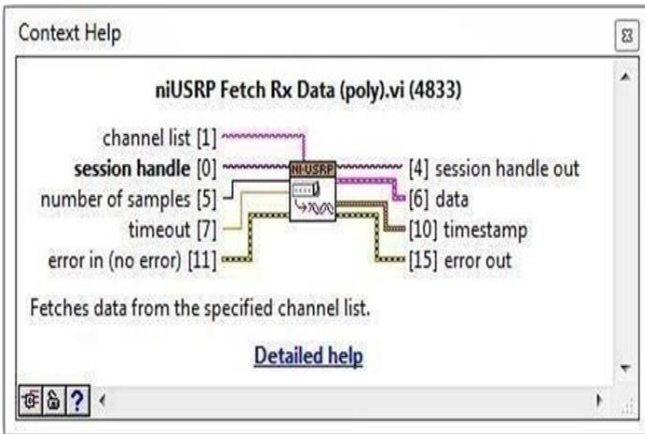 Context Help
niUSRP Fetch Rx Data (poly).vi (4833)
channel list [1]
session handle [0]
number of samples [5]
timeout [7]
error in (no error) [11]
NI-USRP
[4] session handle out
[6] data
[10] timestamp
[15] error out
Fetches data from the specified channel list.
Detailed help
?